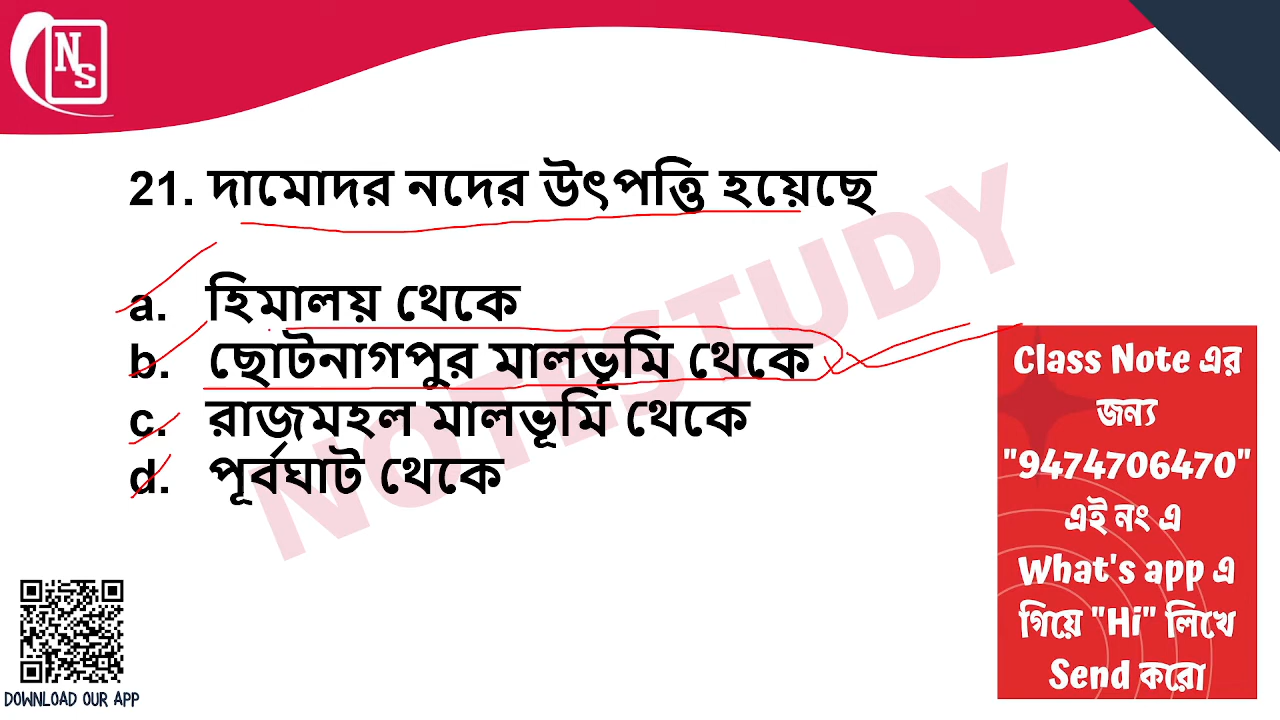 NS
21. দামোদর নদের উৎপত্তি হয়েছে
a. হিমালয় থেকে
b. ছোটনাগপুর মালভূমি থেকে
c. রাজমহল মালভূমি থেকে
d. পূর্বঘাট থেকে
NOTESTUDY
Class Note এর
জন্য
"9474706470"
এই নং এ
What's app এ
গিয়ে "Hi" লিখে
Send করো
DOWNLOAD OUR APP